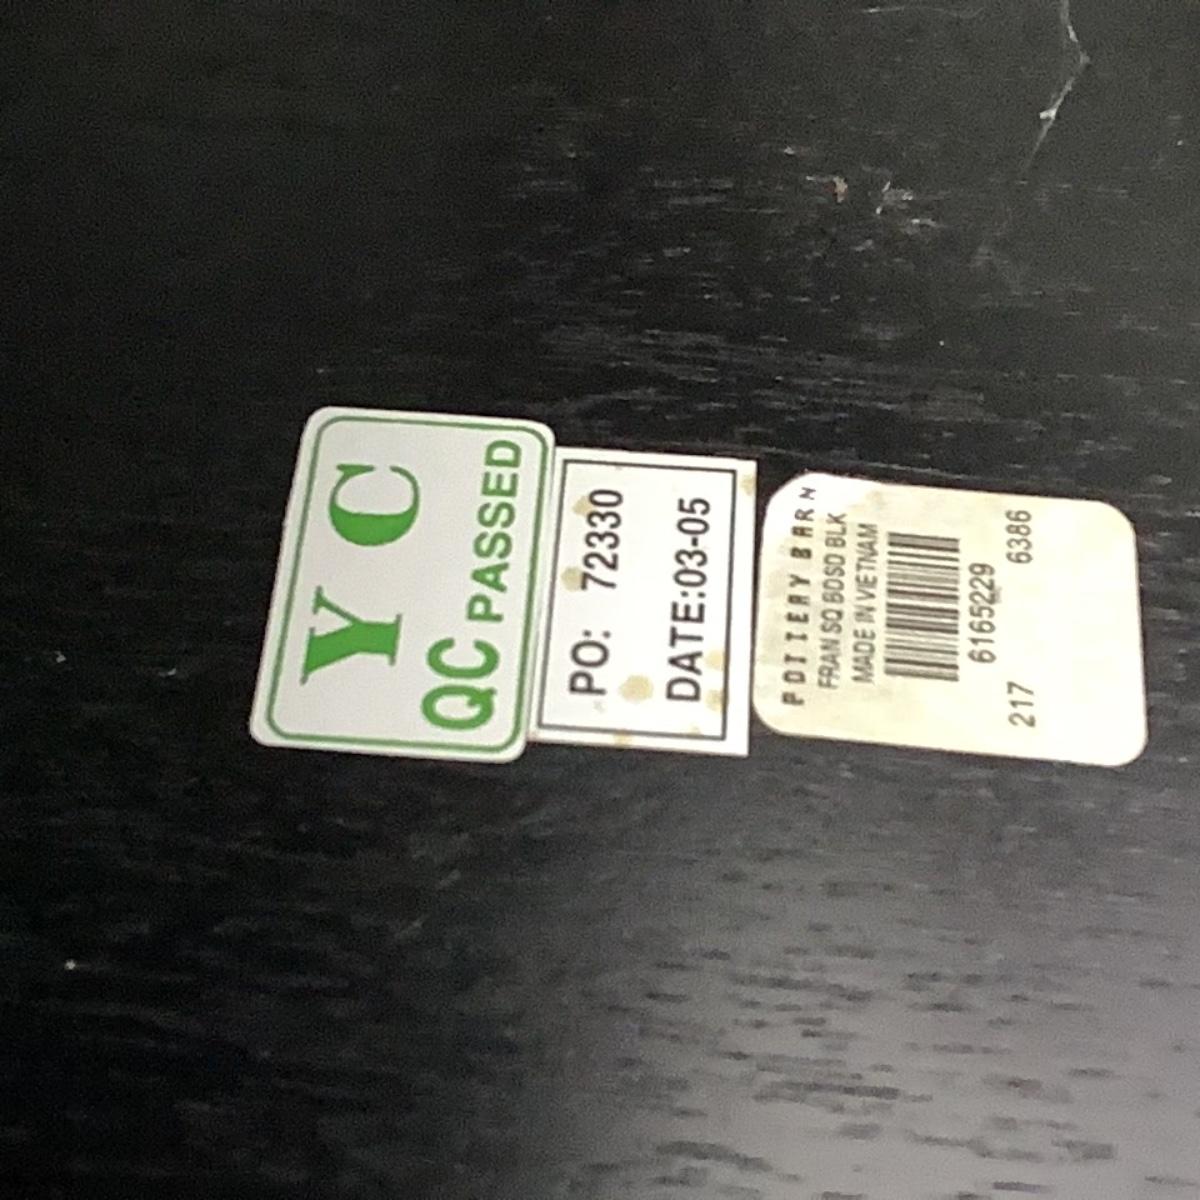 Y C
QC PASSED
PO: 72330
DATE:03-05
POTTERY BARN
FRAN SQ BDSD BLK
MADE IN VIETNAM
6165229
217 6386